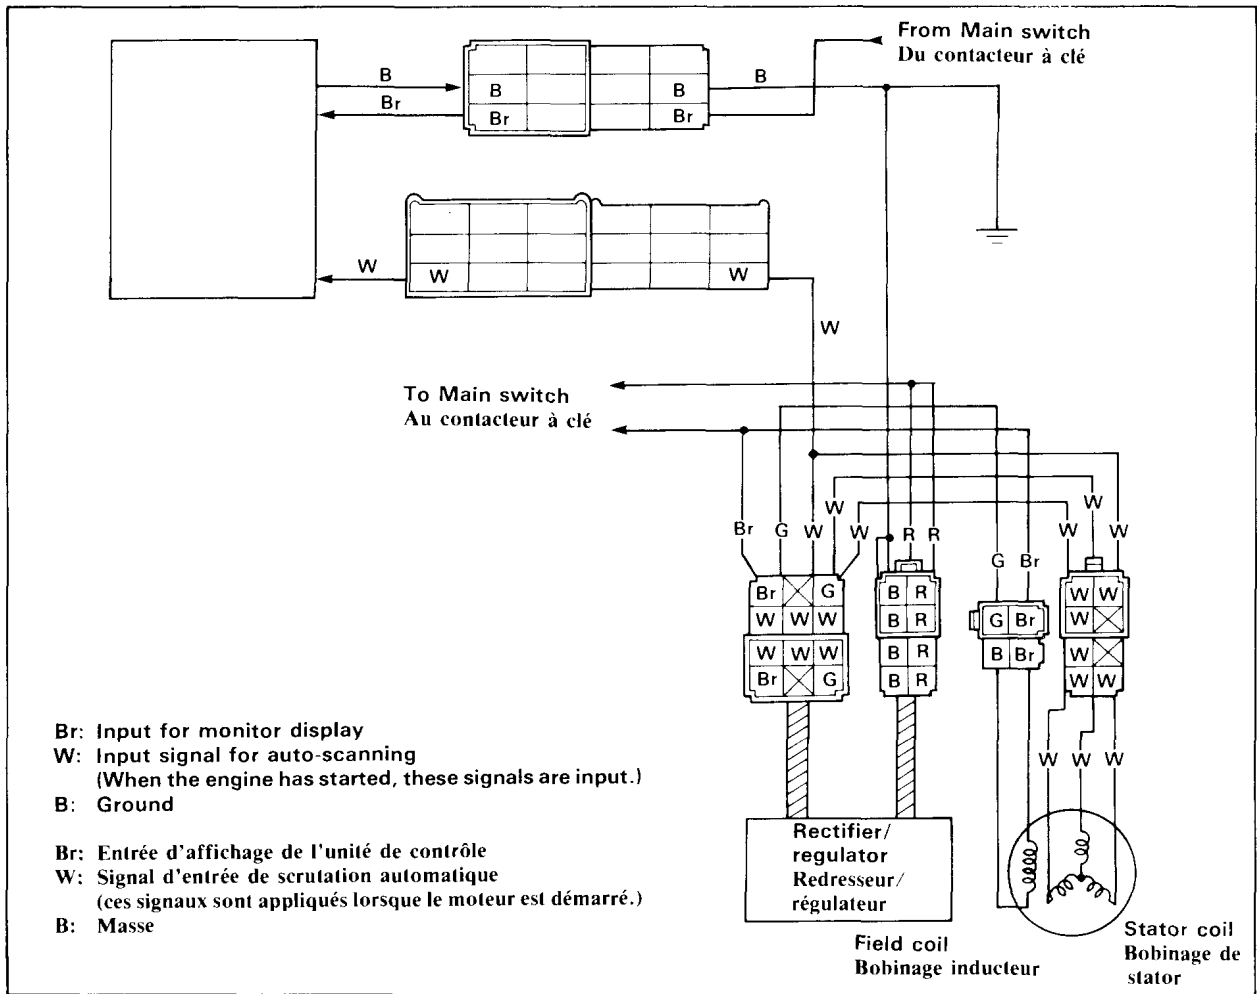 From Main switch
Du contacteur à clé
B
B
B
B
Br
Br
Br
W
W
W
W
To Main switch
Au contacteur à clé
W
W
W
W
Br
G
W
W
R
R
G
Br
Br
G
B
R
W
W
W
W
W
B
R
G
Br
W
W
W
W
B
R
B
Br
W
Br
G
B
R
W
W
W
W
W
Br: Input for monitor display
W: Input signal for auto-scanning
(When the engine has started, these signals are input.)
B: Ground
Br: Entrée d'affichage de l'unité de contrôle
W: Signal d'entrée de scrutation automatique
(ces signaux sont appliqués lorsque le moteur est démarré.)
B: Masse
Rectifier/
regulator
Redresseur/
régulateur
Field coil
Bobinage inducteur
Stator coil
Bobinage de
stator